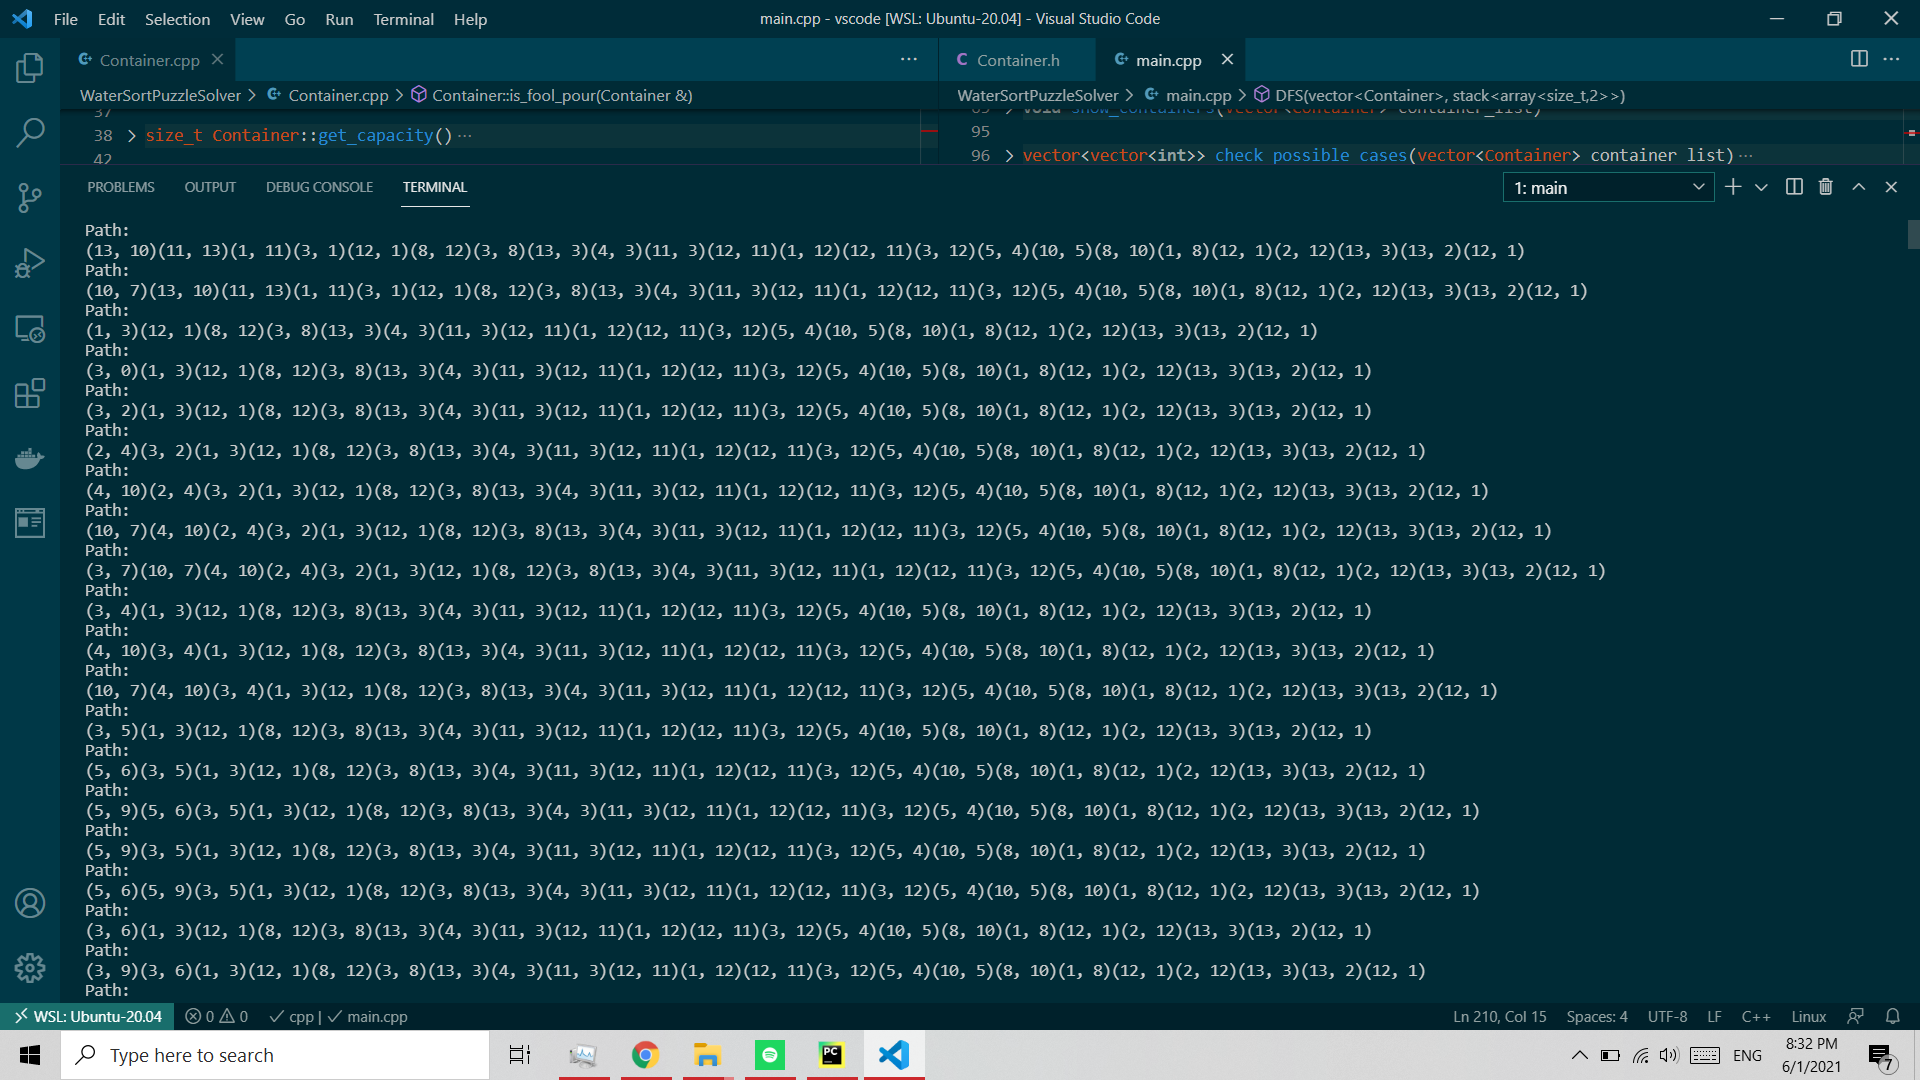 File Edit Selection View Go Run Terminal Help
main.cpp - vscode [WSL: Ubuntu-20.04] - Visual Studio Code
Container.cpp
Container.h
main.cpp
WaterSortPuzzleSolver > Container.cpp > Container::is_fool_pour(Container &)
WaterSortPuzzleSolver > main.cpp > DFS(vector<Container>, stack<array<size_t,2>>)
37
38 > size_t Container::get_capacity() ...
42
void show_containers(vector<Container> container_list)
95
96 > vector<vector<int>> check possible cases(vector<Container> container list) ...
PROBLEMS OUTPUT DEBUG CONSOLE TERMINAL
1: main
Path:
(13, 10)(11, 13)(1, 11)(3, 1)(12, 1)(8, 12)(3, 8)(13, 3)(4, 3)(11, 3)(12, 11)(1, 12)(12, 11)(3, 12)(5, 4)(10, 5)(8, 10)(1, 8)(12, 1)(2, 12)(13, 3)(13, 2)(12, 1)
Path:
(10, 7)(13, 10)(11, 13)(1, 11)(3, 1)(12, 1)(8, 12)(3, 8)(13, 3)(4, 3)(11, 3)(12, 11)(1, 12)(12, 11)(3, 12)(5, 4)(10, 5)(8, 10)(1, 8)(12, 1)(2, 12)(13, 3)(13, 2)(12, 1)
Path:
(1, 3)(12, 1)(8, 12)(3, 8)(13, 3)(4, 3)(11, 3)(12, 11)(1, 12)(12, 11)(3, 12)(5, 4)(10, 5)(8, 10)(1, 8)(12, 1)(2, 12)(13, 3)(13, 2)(12, 1)
Path:
(3, 0)(1, 3)(12, 1)(8, 12)(3, 8)(13, 3)(4, 3)(11, 3)(12, 11)(1, 12)(12, 11)(3, 12)(5, 4)(10, 5)(8, 10)(1, 8)(12, 1)(2, 12)(13, 3)(13, 2)(12, 1)
Path:
(3, 2)(1, 3)(12, 1)(8, 12)(3, 8)(13, 3)(4, 3)(11, 3)(12, 11)(1, 12)(12, 11)(3, 12)(5, 4)(10, 5)(8, 10)(1, 8)(12, 1)(2, 12)(13, 3)(13, 2)(12, 1)
Path:
(2, 4)(3, 2)(1, 3)(12, 1)(8, 12)(3, 8)(13, 3)(4, 3)(11, 3)(12, 11)(1, 12)(12, 11)(3, 12)(5, 4)(10, 5)(8, 10)(1, 8)(12, 1)(2, 12)(13, 3)(13, 2)(12, 1)
Path:
(4, 10)(2, 4)(3, 2)(1, 3)(12, 1)(8, 12)(3, 8)(13, 3)(4, 3)(11, 3)(12, 11)(1, 12)(12, 11)(3, 12)(5, 4)(10, 5)(8, 10)(1, 8)(12, 1)(2, 12)(13, 3)(13, 2)(12, 1)
Path:
(10, 7)(4, 10)(2, 4)(3, 2)(1, 3)(12, 1)(8, 12)(3, 8)(13, 3)(4, 3)(11, 3)(12, 11)(1, 12)(12, 11)(3, 12)(5, 4)(10, 5)(8, 10)(1, 8)(12, 1)(2, 12)(13, 3)(13, 2)(12, 1)
Path:
(3, 7)(10, 7)(4, 10)(2, 4)(3, 2)(1, 3)(12, 1)(8, 12)(3, 8)(13, 3)(4, 3)(11, 3)(12, 11)(1, 12)(12, 11)(3, 12)(5, 4)(10, 5)(8, 10)(1, 8)(12, 1)(2, 12)(13, 3)(13, 2)(12, 1)
Path:
(3, 4)(1, 3)(12, 1)(8, 12)(3, 8)(13, 3)(4, 3)(11, 3)(12, 11)(1, 12)(12, 11)(3, 12)(5, 4)(10, 5)(8, 10)(1, 8)(12, 1)(2, 12)(13, 3)(13, 2)(12, 1)
Path:
(4, 10)(3, 4)(1, 3)(12, 1)(8, 12)(3, 8)(13, 3)(4, 3)(11, 3)(12, 11)(1, 12)(12, 11)(3, 12)(5, 4)(10, 5)(8, 10)(1, 8)(12, 1)(2, 12)(13, 3)(13, 2)(12, 1)
Path:
(10, 7)(4, 10)(3, 4)(1, 3)(12, 1)(8, 12)(3, 8)(13, 3)(4, 3)(11, 3)(12, 11)(1, 12)(12, 11)(3, 12)(5, 4)(10, 5)(8, 10)(1, 8)(12, 1)(2, 12)(13, 3)(13, 2)(12, 1)
Path:
(3, 5)(1, 3)(12, 1)(8, 12)(3, 8)(13, 3)(4, 3)(11, 3)(12, 11)(1, 12)(12, 11)(3, 12)(5, 4)(10, 5)(8, 10)(1, 8)(12, 1)(2, 12)(13, 3)(13, 2)(12, 1)
Path:
(5, 6)(3, 5)(1, 3)(12, 1)(8, 12)(3, 8)(13, 3)(4, 3)(11, 3)(12, 11)(1, 12)(12, 11)(3, 12)(5, 4)(10, 5)(8, 10)(1, 8)(12, 1)(2, 12)(13, 3)(13, 2)(12, 1)
Path:
(5, 9)(5, 6)(3, 5)(1, 3)(12, 1)(8, 12)(3, 8)(13, 3)(4, 3)(11, 3)(12, 11)(1, 12)(12, 11)(3, 12)(5, 4)(10, 5)(8, 10)(1, 8)(12, 1)(2, 12)(13, 3)(13, 2)(12, 1)
Path:
(5, 9)(3, 5)(1, 3)(12, 1)(8, 12)(3, 8)(13, 3)(4, 3)(11, 3)(12, 11)(1, 12)(12, 11)(3, 12)(5, 4)(10, 5)(8, 10)(1, 8)(12, 1)(2, 12)(13, 3)(13, 2)(12, 1)
Path:
(5, 6)(5, 9)(3, 5)(1, 3)(12, 1)(8, 12)(3, 8)(13, 3)(4, 3)(11, 3)(12, 11)(1, 12)(12, 11)(3, 12)(5, 4)(10, 5)(8, 10)(1, 8)(12, 1)(2, 12)(13, 3)(13, 2)(12, 1)
Path:
(3, 6)(1, 3)(12, 1)(8, 12)(3, 8)(13, 3)(4, 3)(11, 3)(12, 11)(1, 12)(12, 11)(3, 12)(5, 4)(10, 5)(8, 10)(1, 8)(12, 1)(2, 12)(13, 3)(13, 2)(12, 1)
Path:
(3, 9)(3, 6)(1, 3)(12, 1)(8, 12)(3, 8)(13, 3)(4, 3)(11, 3)(12, 11)(1, 12)(12, 11)(3, 12)(5, 4)(10, 5)(8, 10)(1, 8)(12, 1)(2, 12)(13, 3)(13, 2)(12, 1)
Path:
WSL: Ubuntu-20.04 0 0 cpp | main.cpp
Ln 210, Col 15 Spaces: 4 UTF-8 LF C++ Linux
Type here to search
PC
ENG
8:32 PM
6/1/2021
7